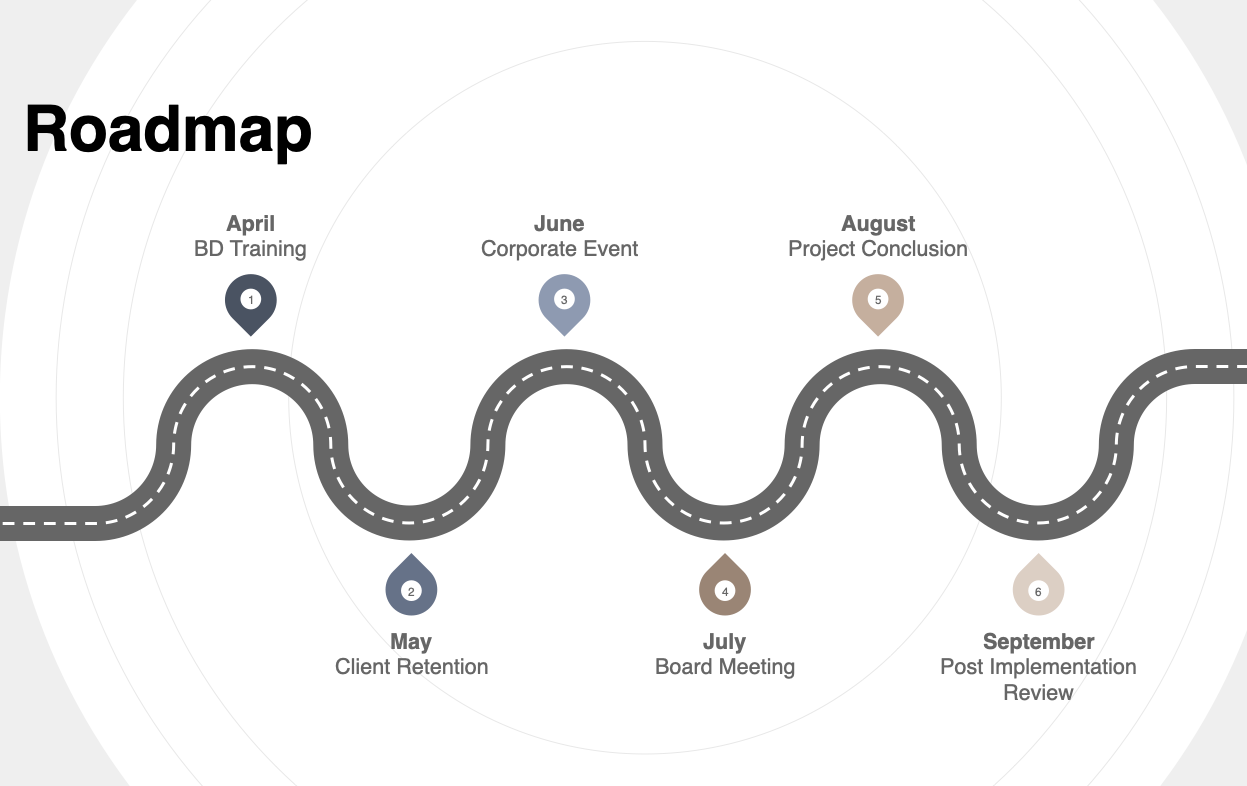 Roadmap
April
BD Training
1
May
Client Retention
2
June
Corporate Event
3
July
Board Meeting
4
August
Project Conclusion
5
September
Post Implementation
Review
6